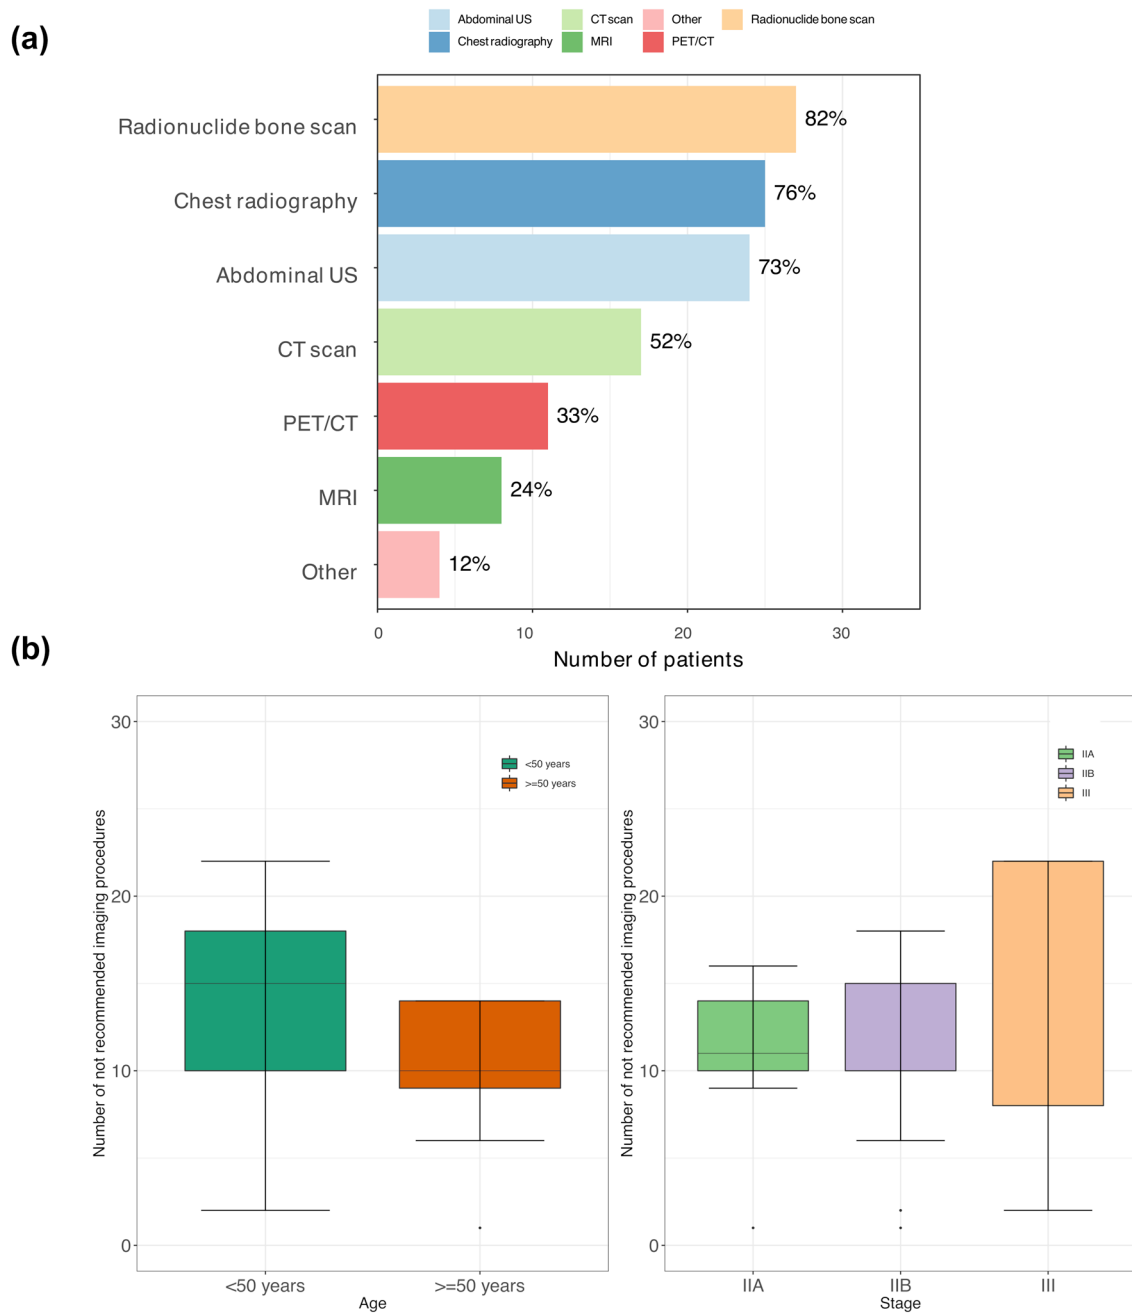 (a)
Abdominal US CT scan Other Radionuclide bone scan
Chest radiography MRI PET/CT
Radionuclide bone scan 82%
Chest radiography 76%
Abdominal US 73%
CT scan 52%
PET/CT 33%
MRI 24%
Other 12%
0 10 20 30
Number of patients
(b)
Number of not recommended imaging procedures
30
20
10
0
<50 years
>=50 years
<50 years >=50 years
Age
Number of not recommended imaging procedures
30
20
10
0
IIA
IIB
III
IIA IIB III
Stage